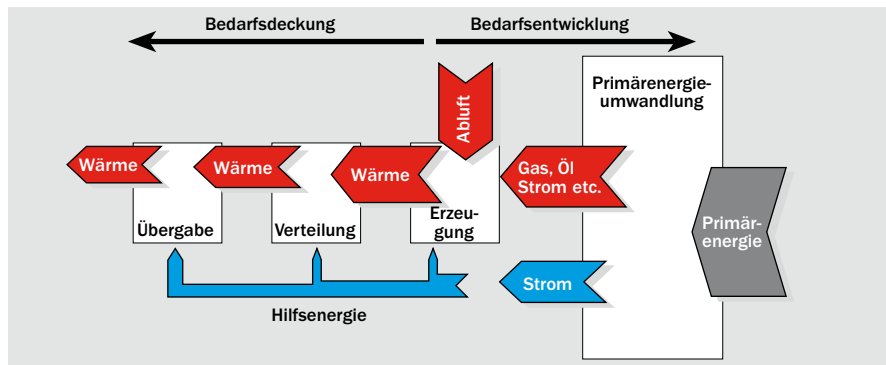 Bedarfsdeckung
Bedarfsentwicklung
Primärenergie-
umwandlung
Abluft
Wärme
Wärme
Wärme
Gas, Öl
Strom etc.
Übergabe
Verteilung
Erzeu-
gung
Primär-
energie
Strom
Hilfsenergie